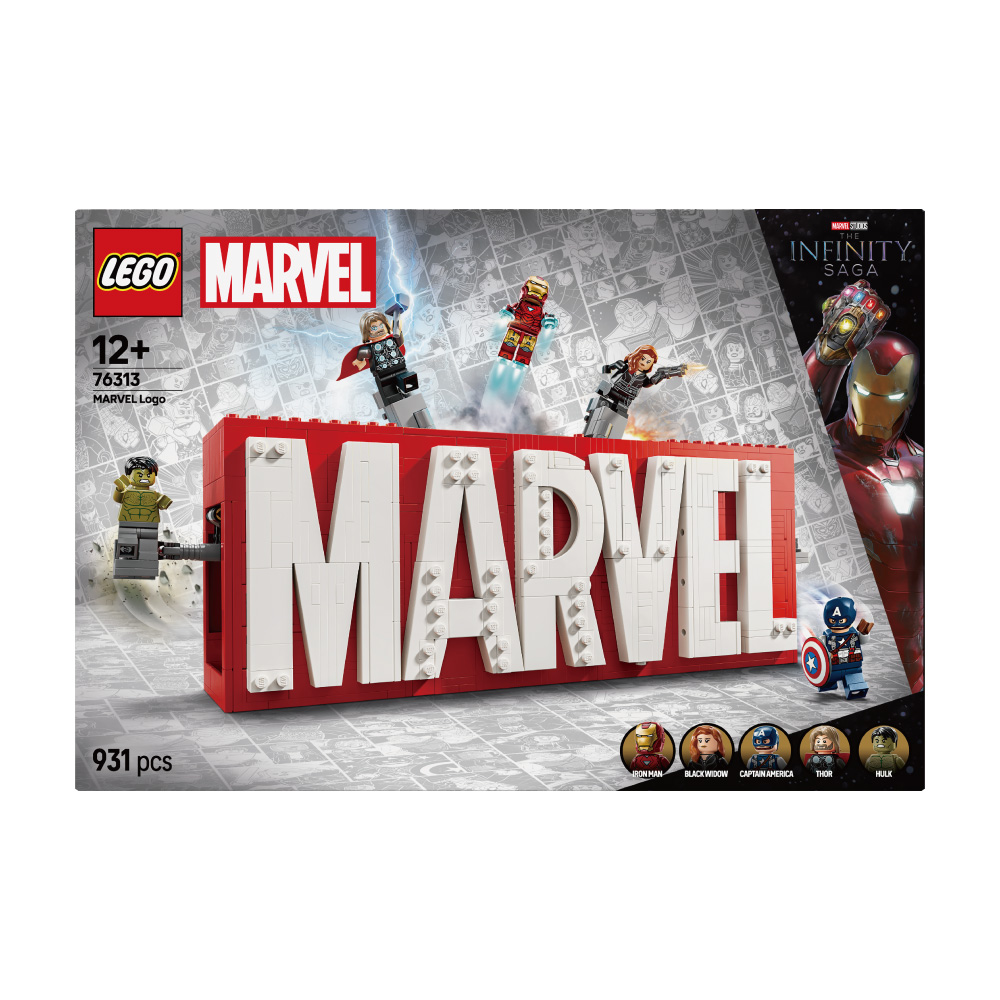 LEGO
MARVEL
12+
76313
MARVEL Logo
MARVEL STUDIOS
THE
INFINITY
SAGA
MARVEL
A
931 pcs
IRON MAN
BLACK WIDOW
CAPTAIN AMERICA
THOR
HULK